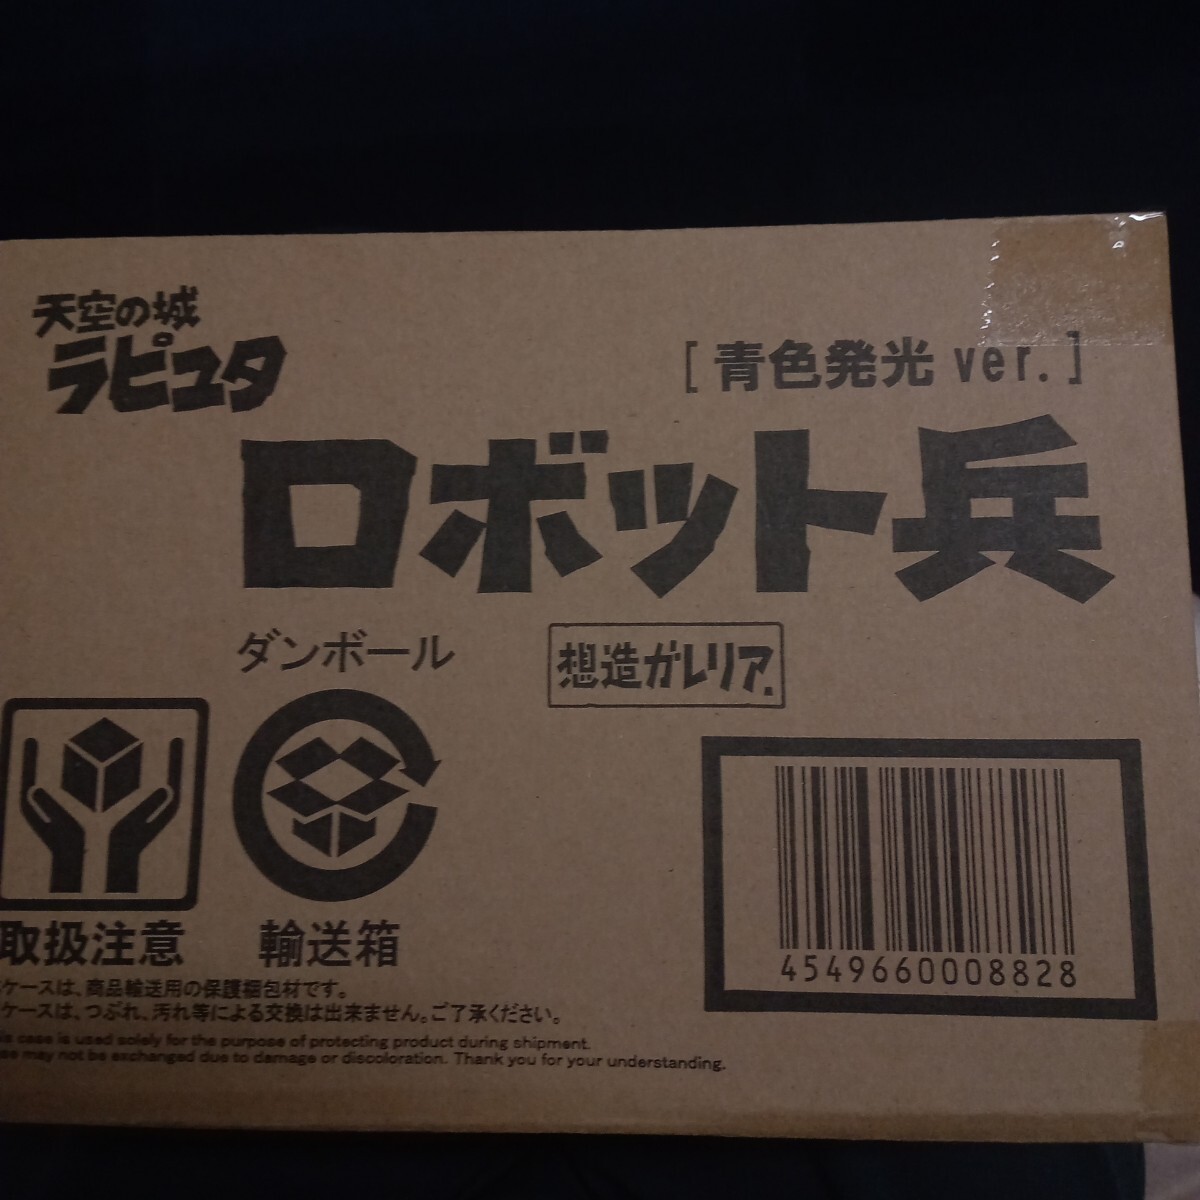 天空の城
ラピュタ
[ 青色発光 ver. ]
ロボット兵
ダンボール
想造ガレリア.
取扱注意
輸送箱
4549660008828
ケースは、商品輸送用の保護梱包材です。
ケースは、つぶれ、汚れ等による交換は出来ません。ご了承ください。
case is used solely for the purpose of protecting product during shipment.
may not be exchanged due to damage or discoloration. Thank you for your understanding.